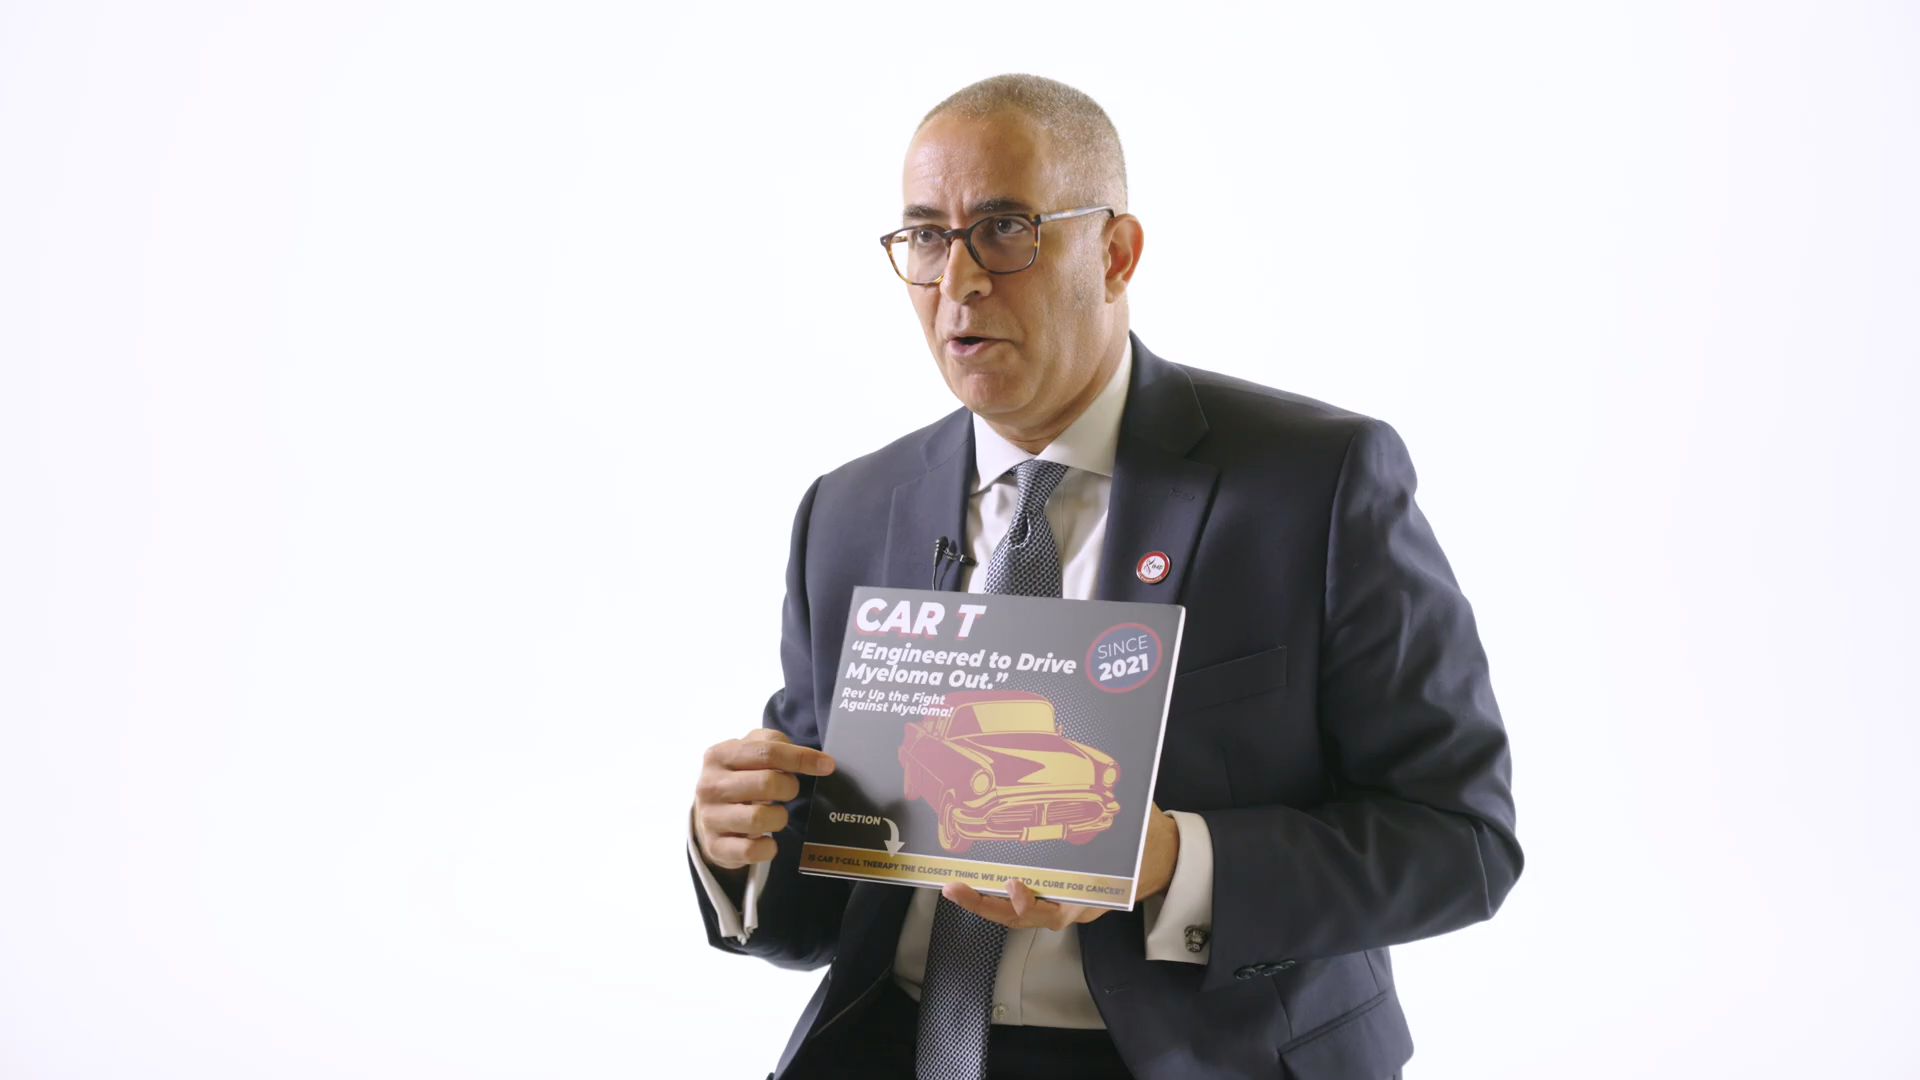 CAR T
"Engineered to Drive
Myeloma Out."
Rev Up the Fight
Against Myeloma!
SINCE
2021
QUESTION
IS CAR T-CELL THERAPY THE CLOSEST THING WE HAVE TO A CURE FOR CANCER?